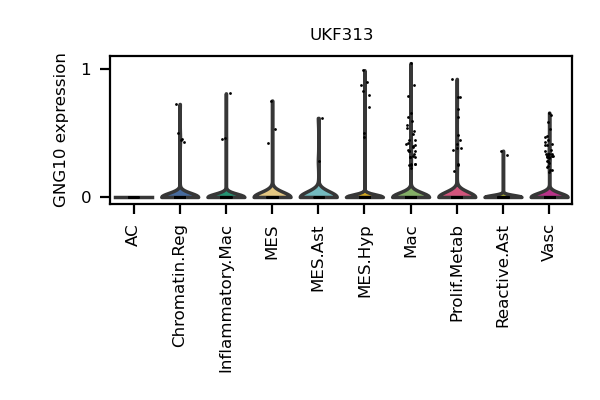 UKF313
GNG10 expression
1
0
AC
Chromatin.Reg
Inflammatory.Mac
MES
MES.Ast
MES.Hyp
Mac
Prolif.Metab
Reactive.Ast
Vasc